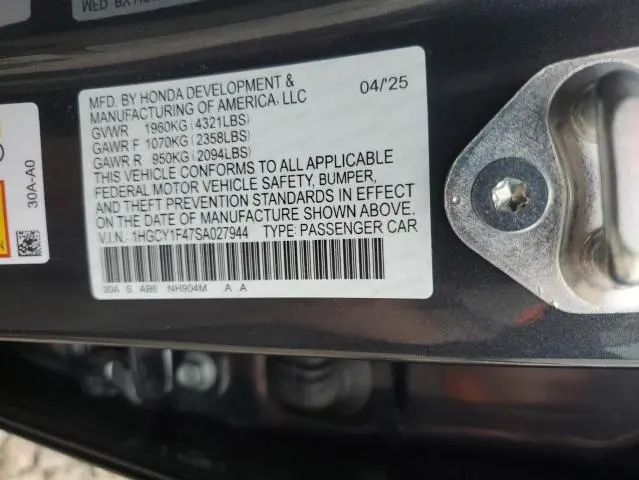 MFD. BY HONDA DEVELOPMENT &
MANUFACTURING OF AMERICA, LLC
04/'25
GVWR 1960KG (4321LBS)
GAWR F 1070KG (2358LBS)
GAWR R 950KG (2094LBS)
THIS VEHICLE CONFORMS TO ALL APPLICABLE
FEDERAL MOTOR VEHICLE SAFETY, BUMPER,
AND THEFT PREVENTION STANDARDS IN EFFECT
ON THE DATE OF MANUFACTURE SHOWN ABOVE.
V.I.N.: 1HGCY1F47SA027944 TYPE: PASSENGER CAR
30A S AB6 NH904M .A .A
30A-A0